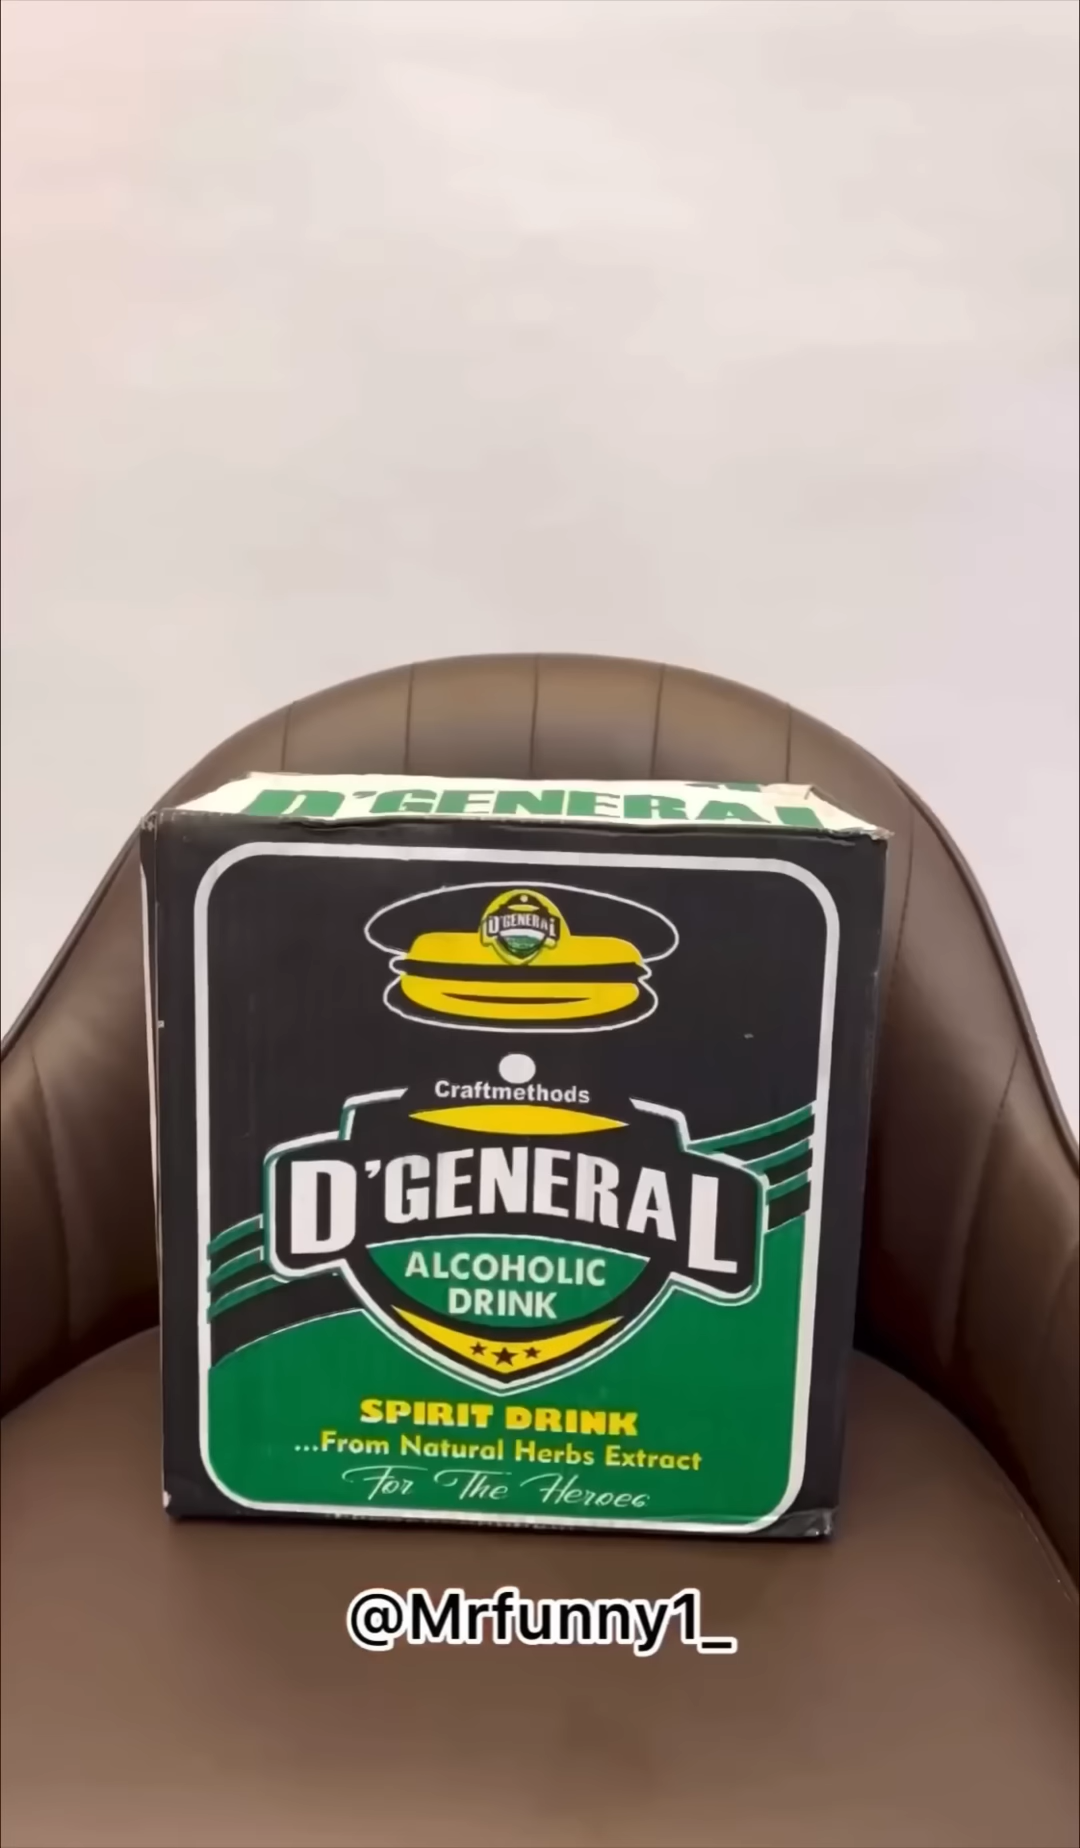 D'GENERAL
D'GENERAL
Craftmethods
D'GENERAL
ALCOHOLIC
DRINK
SPIRIT DRINK
...From Natural Herbs Extract
For The Heroes
@Mrfunny1_